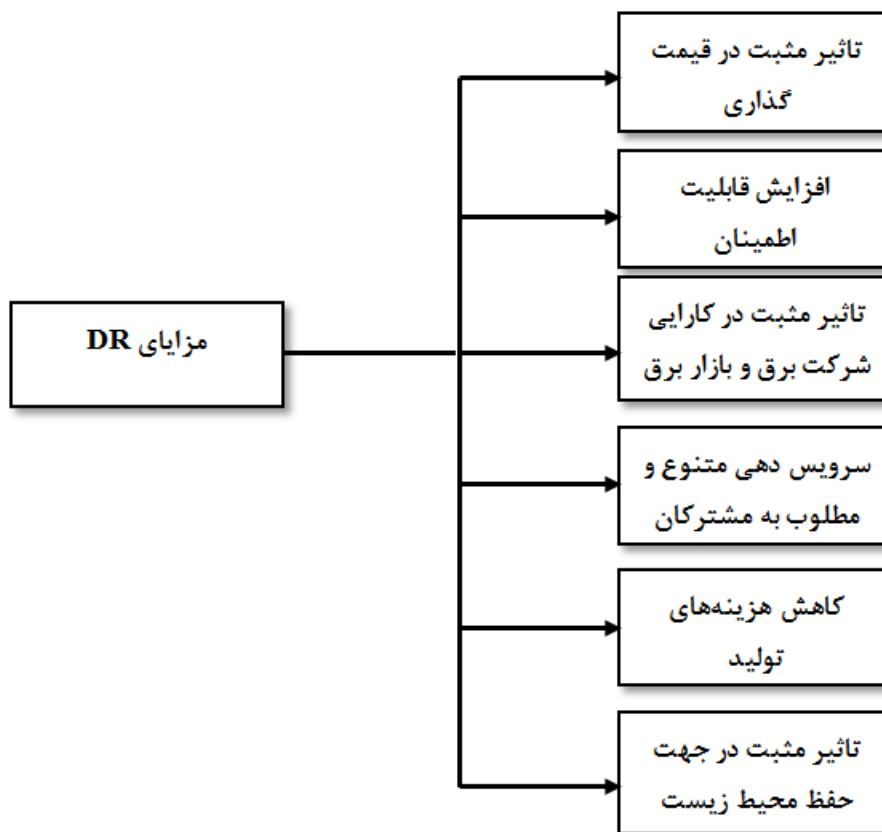 تاثیر مثبت در قیمت
گذاری
افزایش قابلیت
اطمینان
مزایای DR
تاثیر مثبت در کارایی
شرکت برق و بازار برق
سرویس دهی متنوع و
مطلوب به مشترکان
کاهش هزینه‌های
تولید
تاثیر مثبت در جهت
حفظ محیط زیست